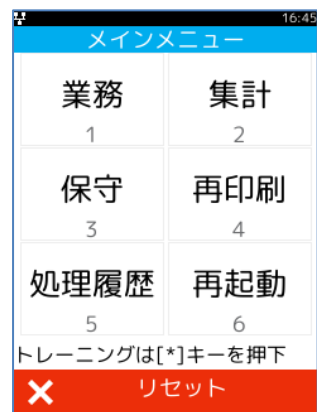 16:45
メインメニュー
業務 集計
1 2
保守 再印刷
3 4
処理履歴 再起動
5 6
トレーニングは[*]キーを押下
リセット